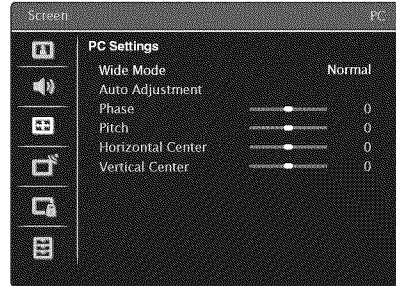 Screen PC
PC Settings
Wide Mode Normal
Auto Adjustment
Phase 0
Pitch 0
Horizontal Center 0
Vertical Center 0